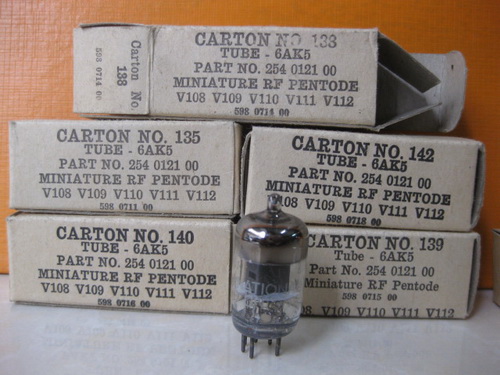 Carton No.
138
598 0714 00
CARTON NO. 138
TUBE - 6AK5
PART NO. 254 0121 00
MINIATURE RF PENTODE
V108 V109 V110 V111 V112
598 0714 00
CARTON NO. 135
TUBE - 6AK5
PART NO. 254 0121 00
MINIATURE RF PENTODE
V108 V109 V110 V111 V112
598 0711 00
CARTON NO. 142
TUBE - 6AK5
PART NO. 254 0121 00
MINIATURE RF PENTODE
V108 V109 V110 V111 V112
598 0718 00
CARTON NO. 140
TUBE - 6AK5
PART NO. 254 0121 00
MINIATURE RF PENTODE
V108 V109 V110 V111 V112
598 0716 00
CARTON NO. 139
Tube - 6AK5
Part No. 254 0121 00
Miniature RF Pentode
598 0715 00
V108 V109 V110 V111 V112